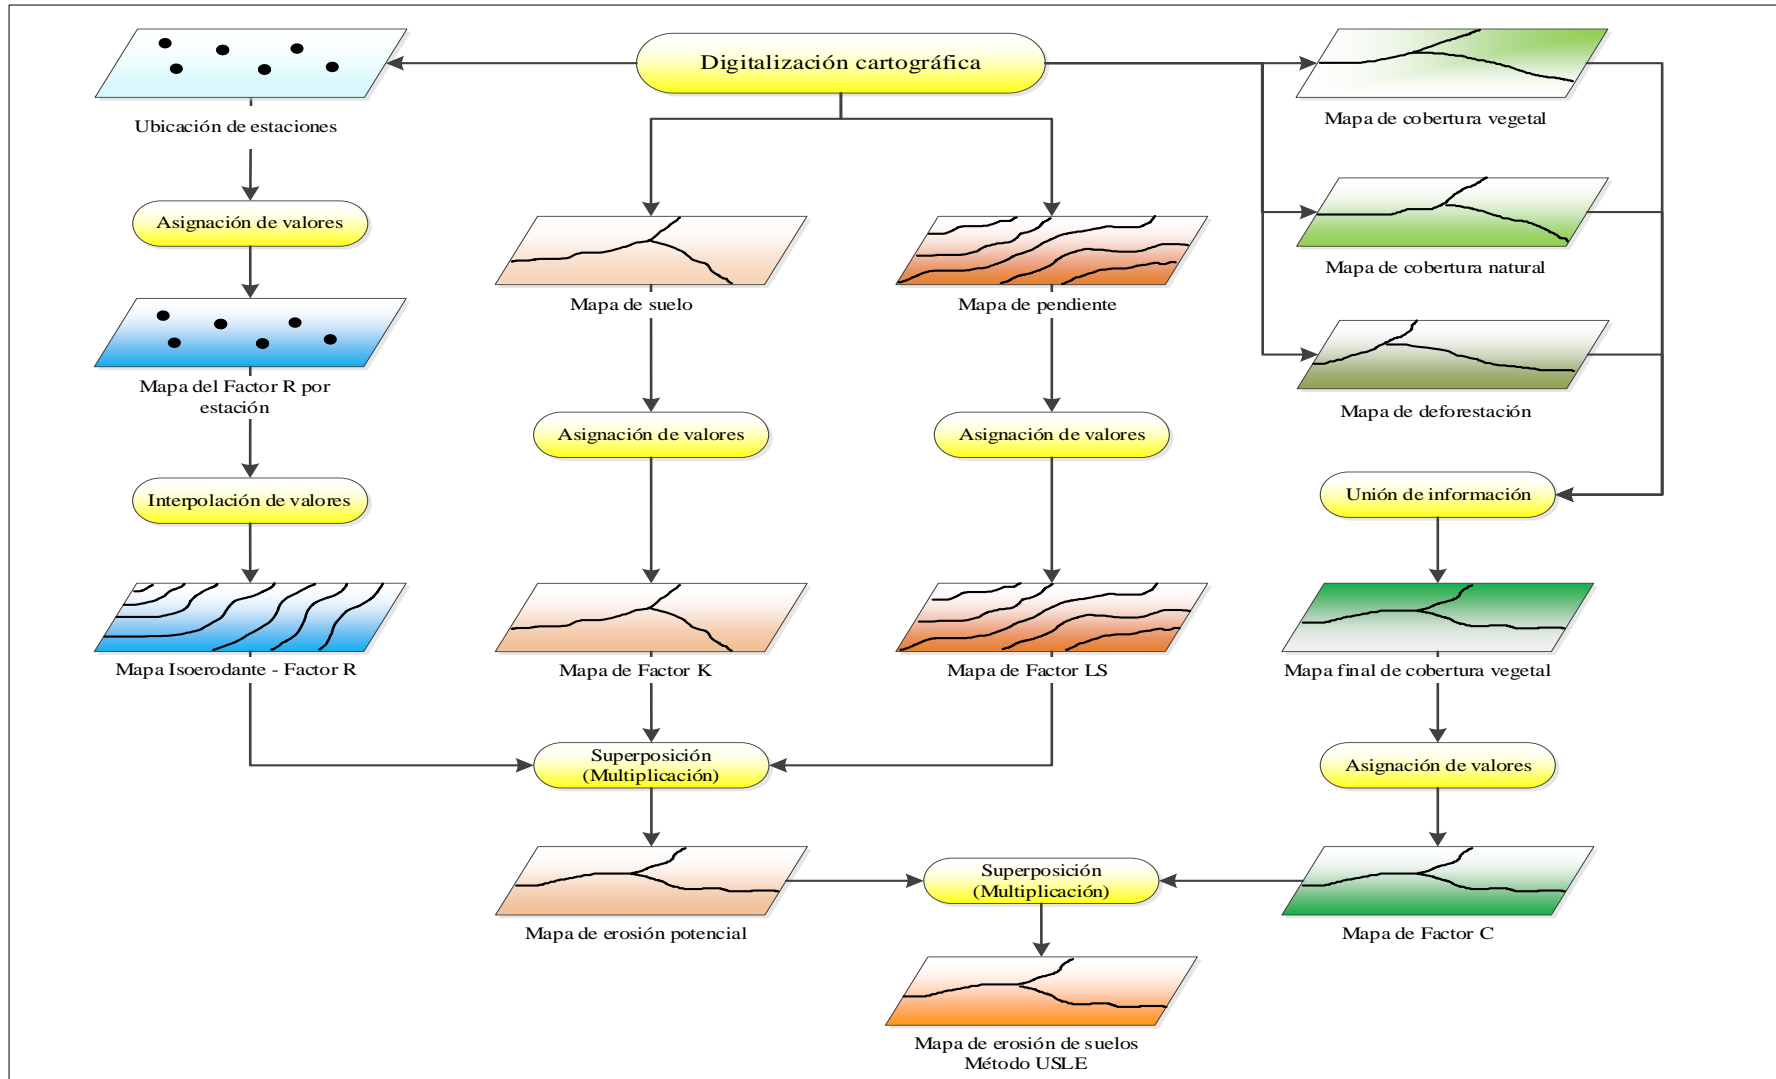 Digitalización cartográfica
Ubicación de estaciones
Asignación de valores
Mapa del Factor R por
estación
Interpolación de valores
Mapa Isoerodante - Factor R
Mapa de suelo
Asignación de valores
Mapa de Factor K
Mapa de pendiente
Asignación de valores
Mapa de Factor LS
Mapa de cobertura vegetal
Mapa de cobertura natural
Mapa de deforestación
Unión de información
Mapa final de cobertura vegetal
Asignación de valores
Mapa de Factor C
Superposición
(Multiplicación)
Mapa de erosión potencial
Superposición
(Multiplicación)
Mapa de erosión de suelos
Método USLE